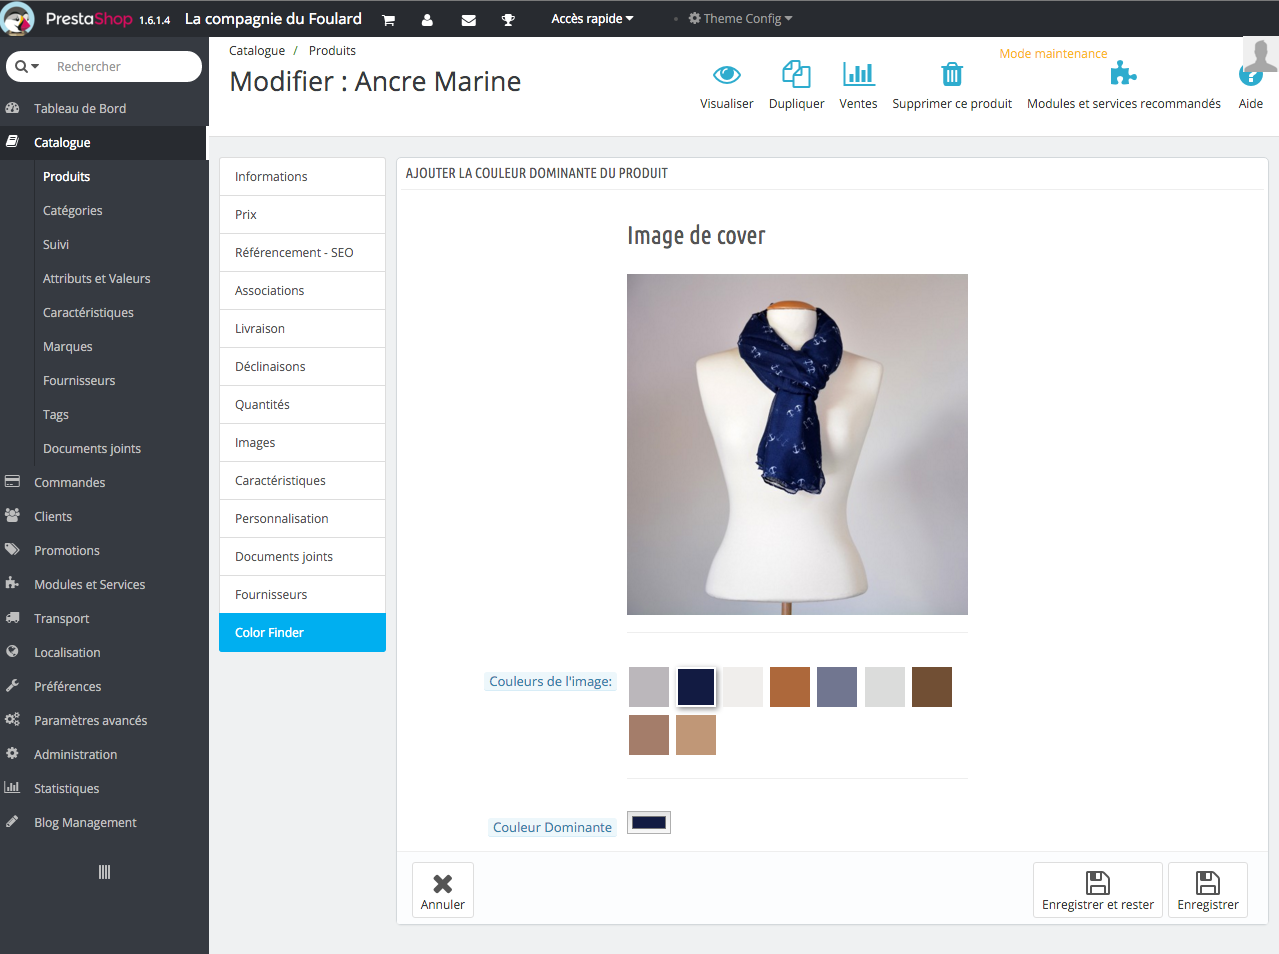 PrestaShop 1.6.1.4 La compagnie du Foulard Accès rapide Theme Config
Rechercher
Tableau de Bord
Catalogue
Produits
Catégories
Suivi
Attributs et Valeurs
Caractéristiques
Marques
Fournisseurs
Tags
Documents joints
Commandes
Clients
Promotions
Modules et Services
Transport
Localisation
Préférences
Paramètres avancés
Administration
Statistiques
Blog Management
Catalogue / Produits
Modifier : Ancre Marine
Mode maintenance
Visualiser Dupliquer Ventes Supprimer ce produit Modules et services recommandés Aide
Informations
Prix
Référencement - SEO
Associations
Livraison
Déclinaisons
Quantités
Images
Caractéristiques
Personnalisation
Documents joints
Fournisseurs
Color Finder
AJOUTER LA COULEUR DOMINANTE DU PRODUIT
Image de cover
Couleurs de l'image:
Couleur Dominante
Annuler Enregistrer et rester Enregistrer